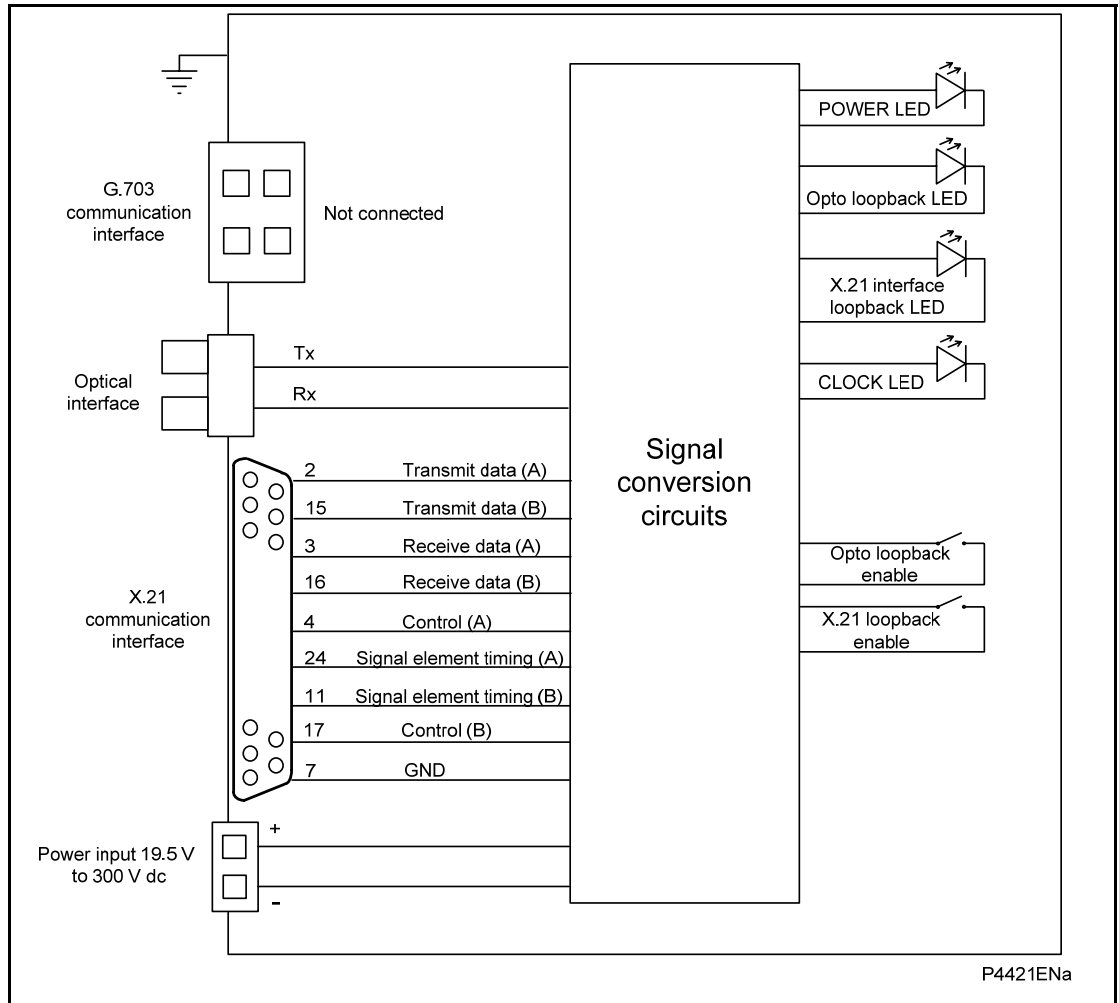 G.703
communication
interface
Not connected
Optical
interface
Tx
Rx
X.21
communication
interface
2 Transmit data (A)
15 Transmit data (B)
3 Receive data (A)
16 Receive data (B)
4 Control (A)
24 Signal element timing (A)
11 Signal element timing (B)
17 Control (B)
7 GND
Power input 19.5 V
to 300 V dc
+
-
Signal
conversion
circuits
POWER LED
Opto loopback LED
X.21 interface
loopback LED
CLOCK LED
Opto loopback
enable
X.21 loopback
enable
P4421ENa